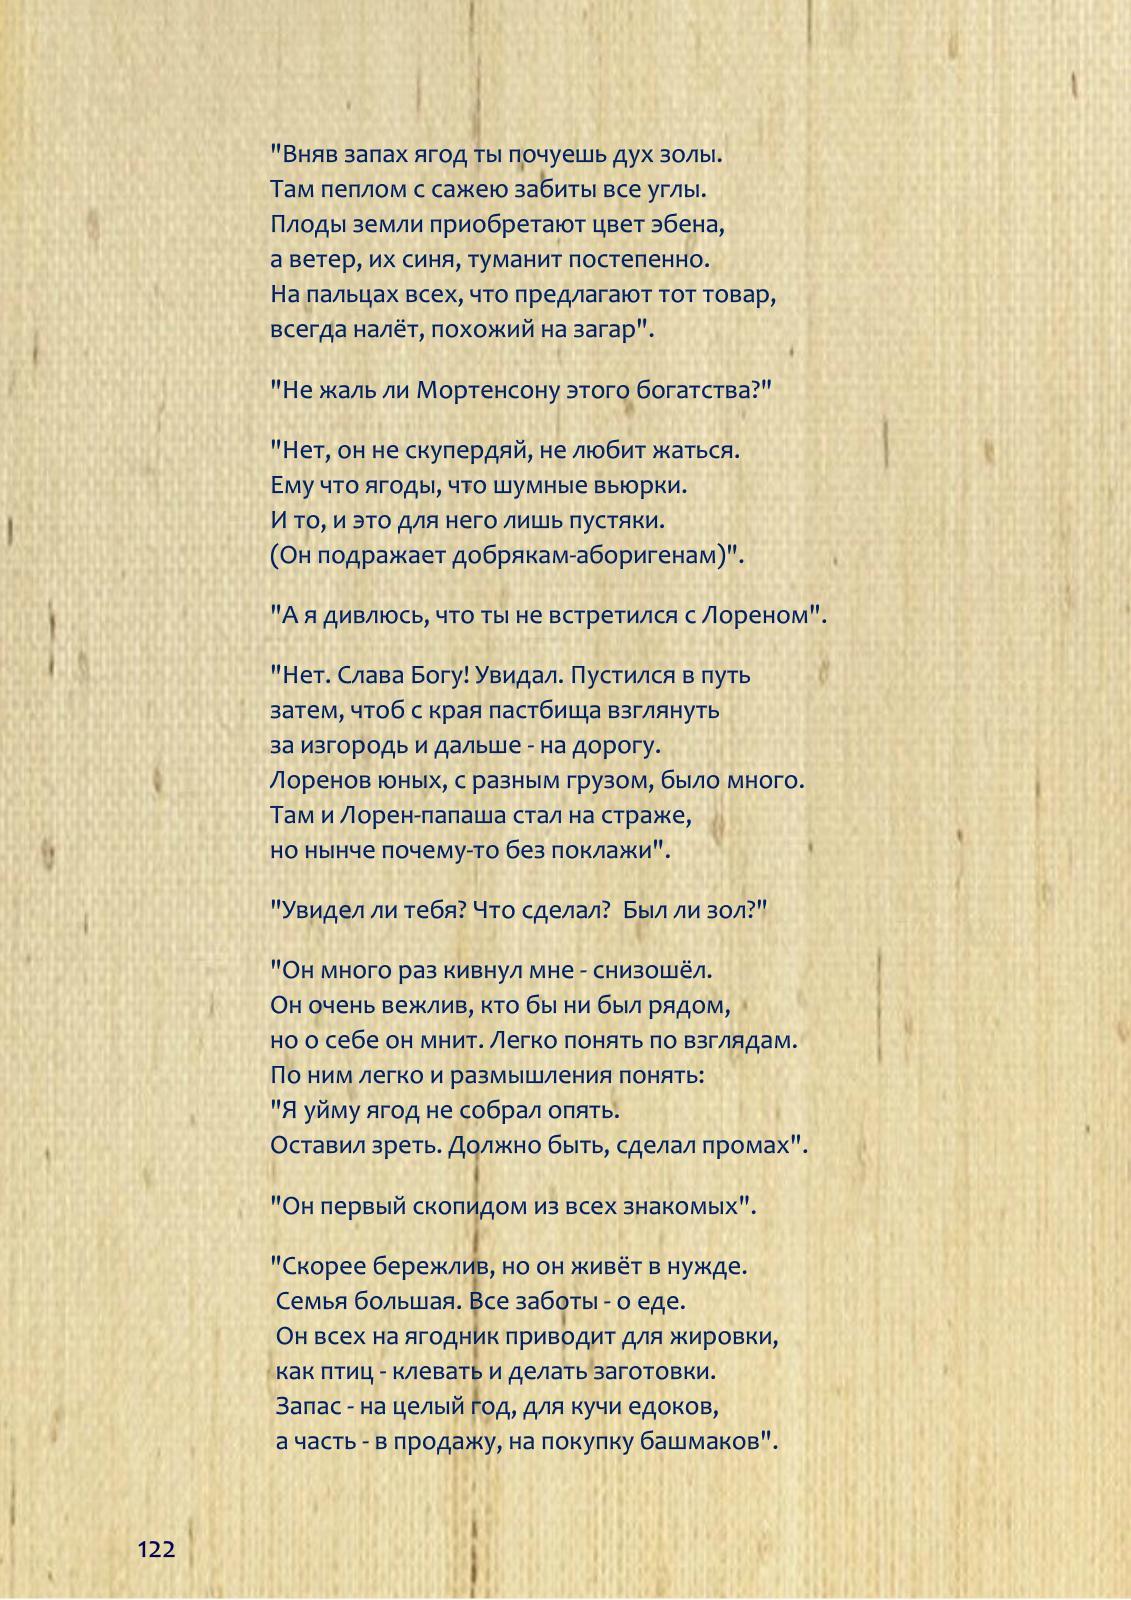 "Вняв запах ягод ты почуешь дух золы.
Там пеплом с сажею забиты все углы.
Плоды земли приобретают цвет эбена,
а ветер, их синя, туманит постепенно.
На пальцах всех, что предлагают тот товар,
всегда налёт, похожий на загар".
"Не жаль ли Мортенсону этого богатства?"
"Нет, он не скупердяй, не любит жаться.
Ему что ягоды, что шумные вьюрки.
И то, и это для него лишь пустяки.
(Он подражает добрякам-аборигенам)".
"А я дивлюсь, что ты не встретился с Лореном".
"Нет. Слава Богу! Увидал. Пустился в путь
затем, чтоб с края пастбища взглянуть
за изгородь и дальше - на дорогу.
Лоренов юных, с разным грузом, было много.
Там и Лорен-папаша стал на страже,
но нынче почему-то без поклажи".
"Увидел ли тебя? Что сделал?  Был ли зол?"
"Он много раз кивнул мне - снизошёл.
Он очень вежлив, кто бы ни был рядом,
но о себе он мнит. Легко понять по взглядам.
По ним легко и размышления понять:
"Я уйму ягод не собрал опять.
Оставил зреть. Должно быть, сделал промах".
"Он первый скопидом из всех знакомых".
"Скорее бережлив, но он живёт в нужде.
Семья большая. Все заботы - о еде.
Он всех на ягодник приводит для жировки,
как птиц - клевать и делать заготовки.
Запас - на целый год, для кучи едоков,
а часть - в продажу, на покупку башмаков".
122